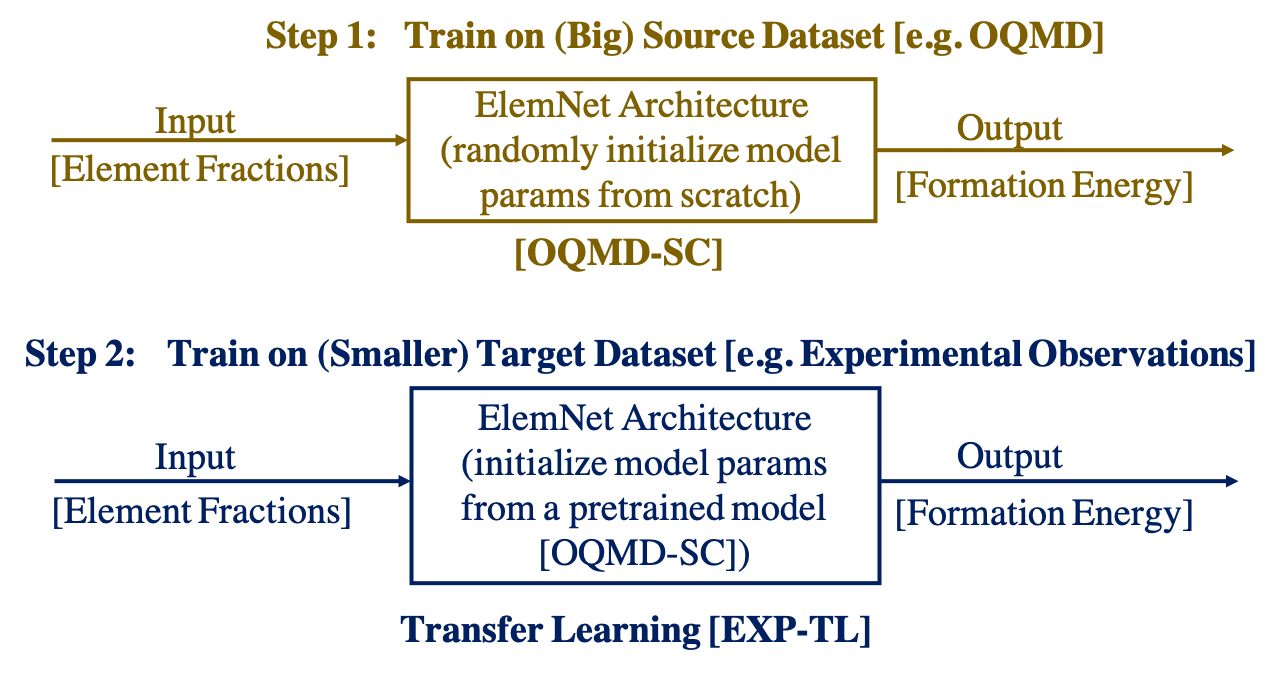 Step 1: Train on (Big) Source Dataset [e.g. OQMD]
Input
[Element Fractions]
ElemNet Architecture
(randomly initialize model
params from scratch)
Output
[Formation Energy]
[OQMD-SC]
Step 2: Train on (Smaller) Target Dataset [e.g. Experimental Observations]
Input
[Element Fractions]
ElemNet Architecture
(initialize model params
from a pretrained model
[OQMD-SC])
Output
[Formation Energy]
Transfer Learning [EXP-TL]